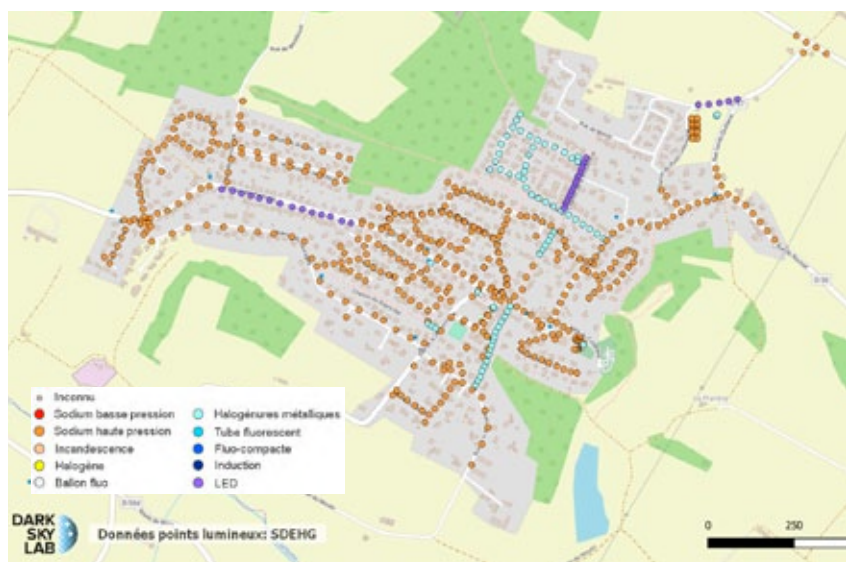 Inconnu
Sodium basse pression
Sodium haute pression
Incandescence
Halogène
Ballon fluo
Halogénures métalliques
Tube fluorescent
Fluo-compacte
Induction
LED
DARK
SKY
LAB
Données points lumineux: SDEHG
0 250